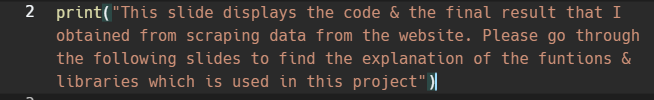 2 print("This slide displays the code & the final result that I
obtained from scraping data from the website. Please go through
the following slides to find the explanation of the funtions &
libraries which is used in this project")